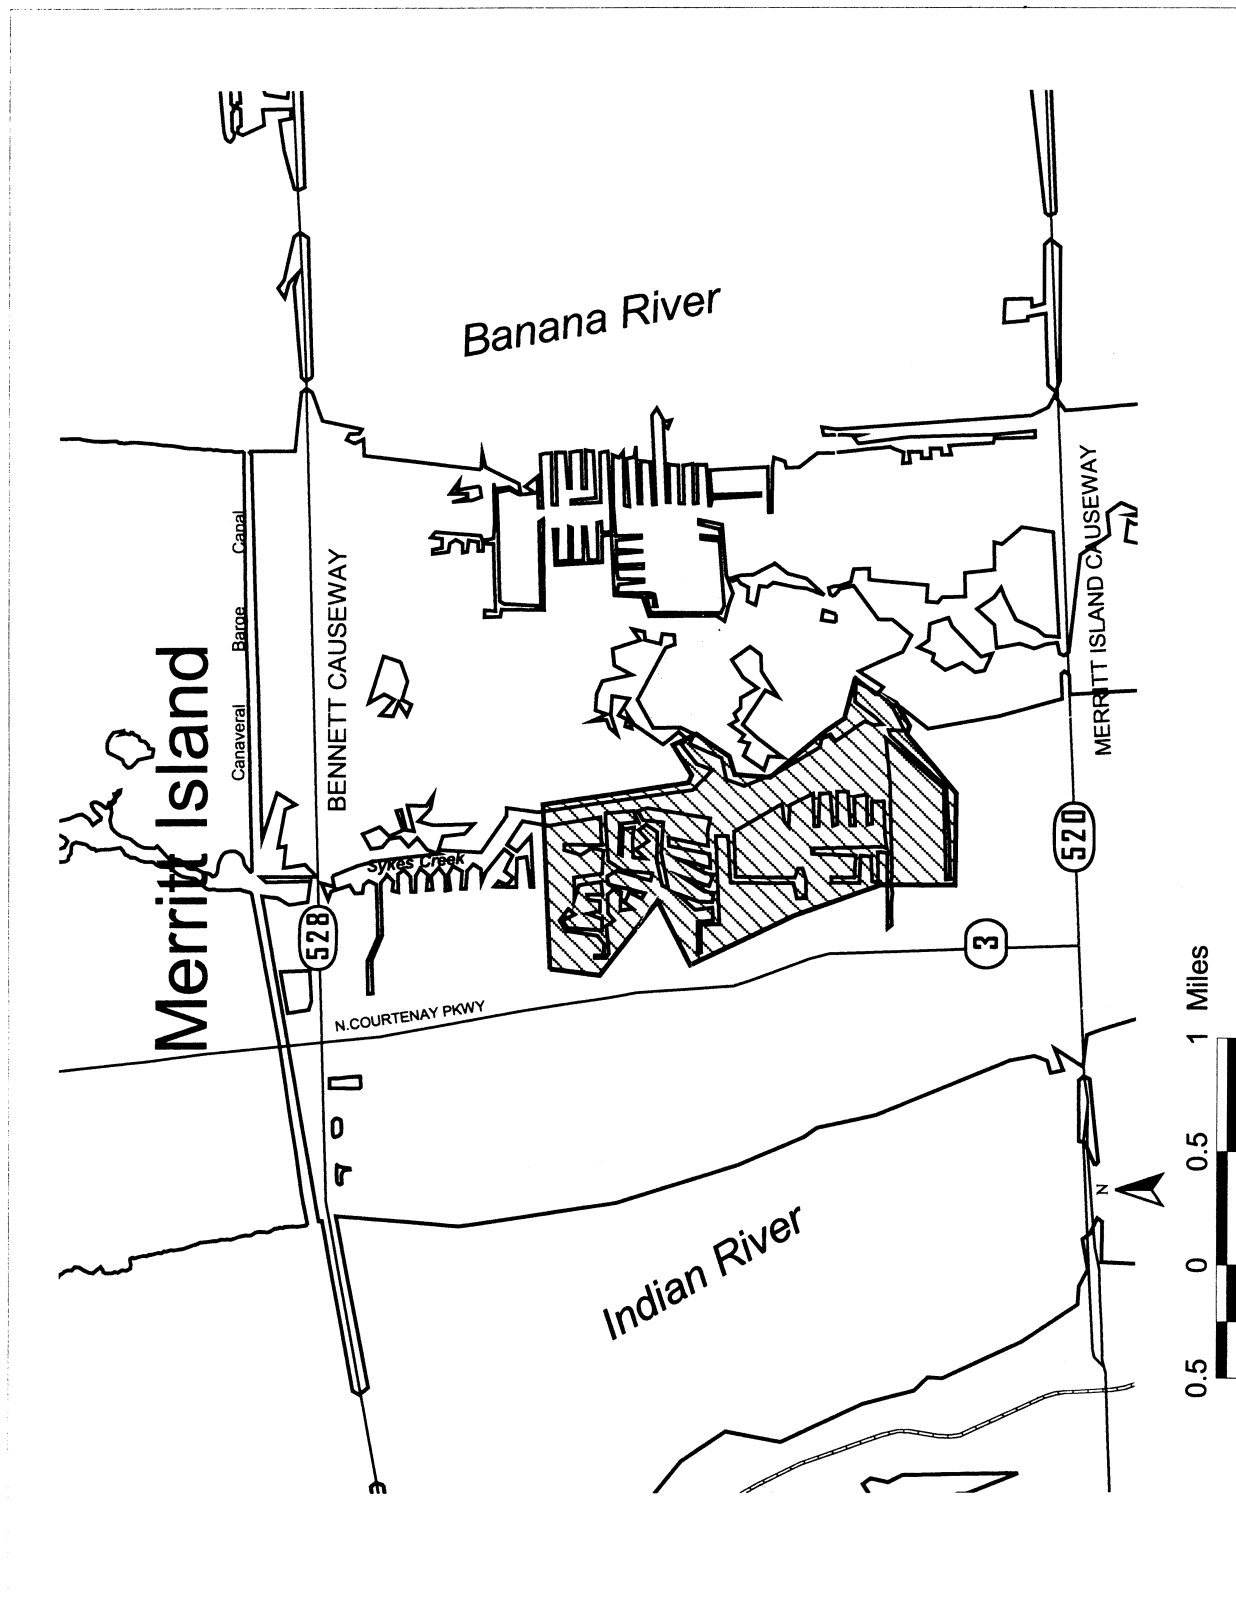 Merritt Island
Canaveral Barge Canal
BENNETT CAUSEWAY
528
Sykes Creek
N.COURTENAY PKWY
Banana River
Indian River
3
520
MERRITT ISLAND CAUSEWAY
N
0.5 0 0.5 1 Miles